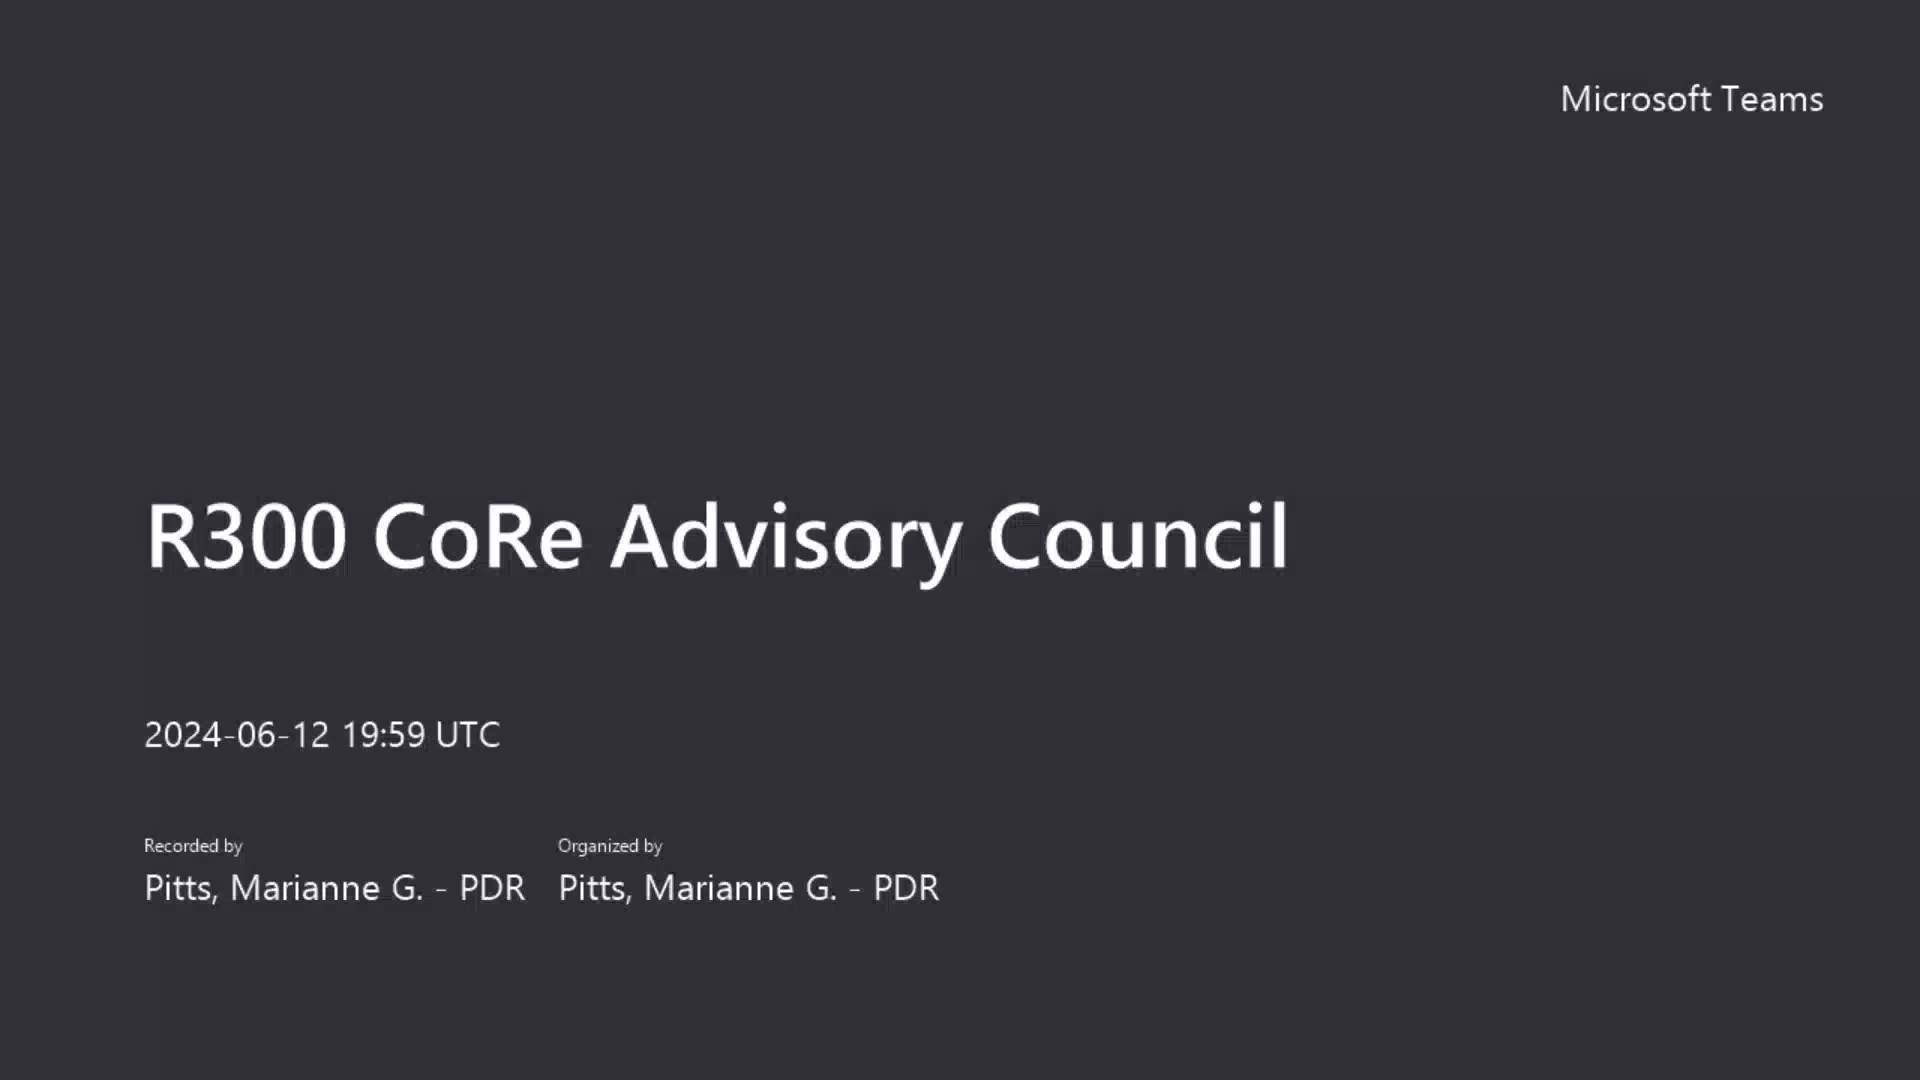 Microsoft Teams
R300 CoRe Advisory Council
2024-06-12 19:59 UTC
Recorded by
Organized by
Pitts, Marianne G. - PDR
Pitts, Marianne G. - PDR